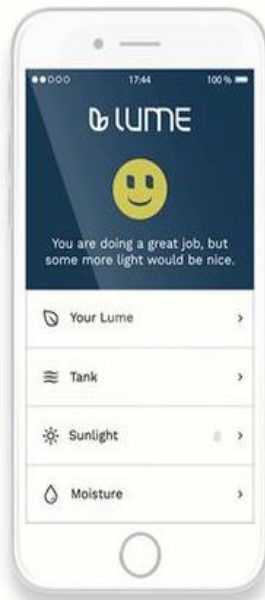 17:44
100 %
LUME
You are doing a great job, but
some more light would be nice.
Your Lume
Tank
Sunlight
Moisture